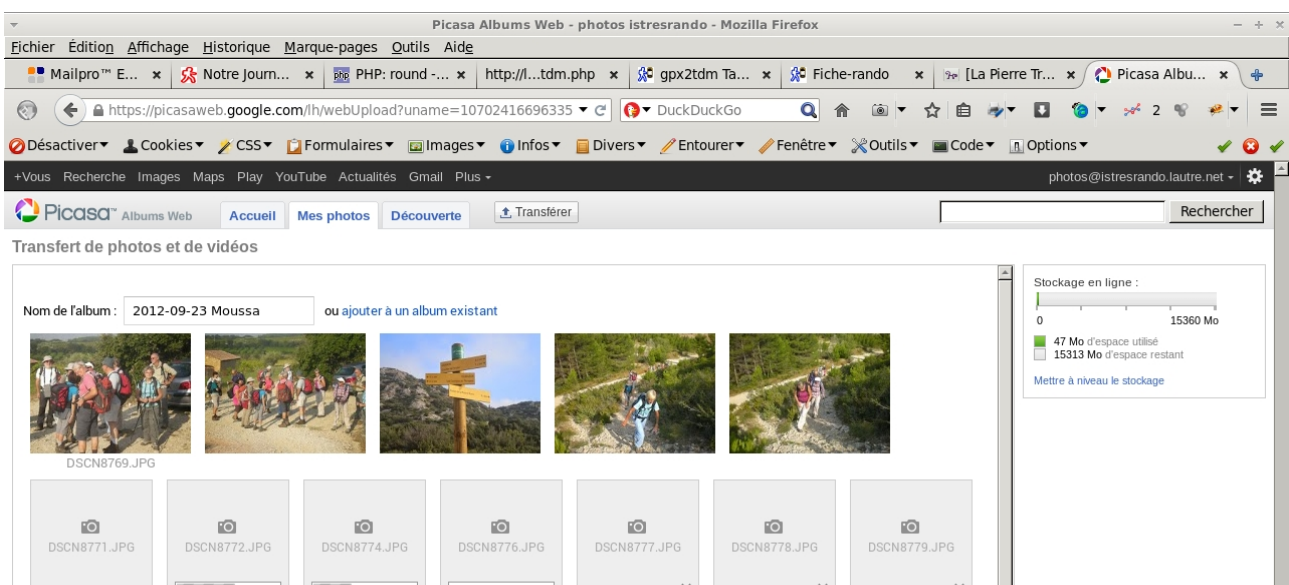 Picasa Albums Web - photos istresrando - Mozilla Firefox
Fichier Édition Affichage Historique Marque-pages Outils Aide
Mailpro™ E... Notre Journ... PHP: round -... http://l...tdm.php gpx2tdm Ta... Fiche-rando [La Pierre Tr... Picasa Albu...
https://picasaweb.google.com/lh/webUpload?uname=10702416696335 DuckDuckGo 2
Désactiver Cookies CSS Formulaires Images Infos Divers Entourer Fenêtre Outils Code Options
+Vous Recherche Images Maps Play YouTube Actualités Gmail Plus photos@istresrando.lautre.net
Picasa™ Albums Web Accueil Mes photos Découverte Transférer Rechercher
Transfert de photos et de vidéos
Nom de l'album : 2012-09-23 Moussa ou ajouter à un album existant
DSCN8769.JPG
DSCN8771.JPG DSCN8772.JPG DSCN8774.JPG DSCN8776.JPG DSCN8777.JPG DSCN8778.JPG DSCN8779.JPG
Stockage en ligne :
0 15360 Mo
47 Mo d'espace utilisé
15313 Mo d'espace restant
Mettre à niveau le stockage